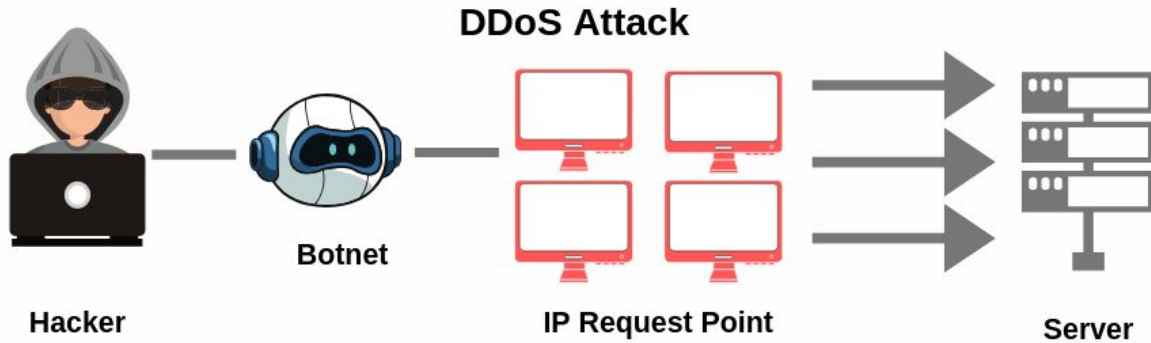 DDoS Attack
Botnet
Hacker
IP Request Point
Server